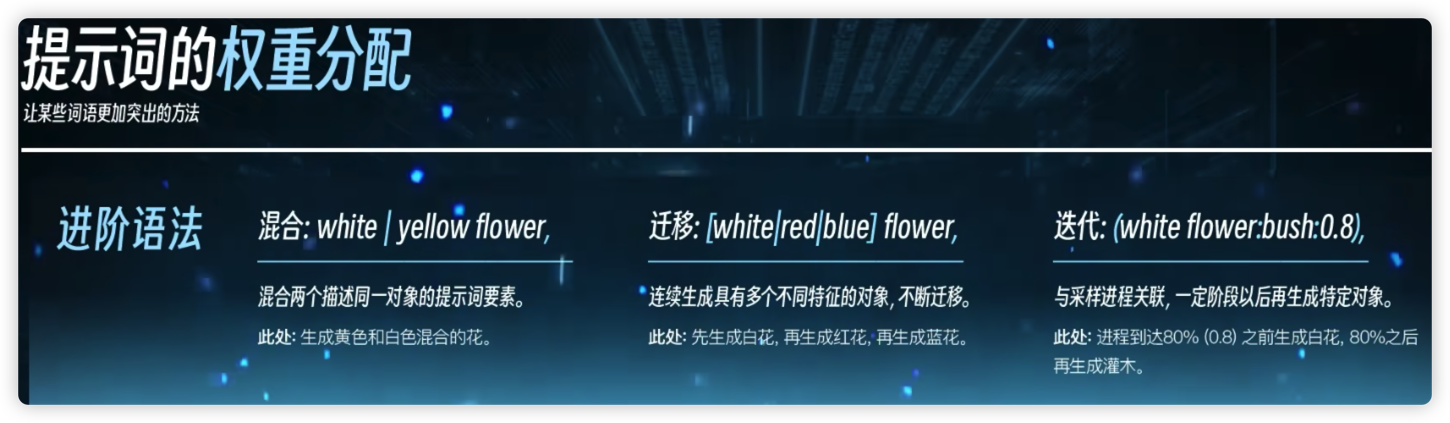 提示词的权重分配
让某些词语更加突出的方法
进阶语法
混合: white | yellow flower,
混合两个描述同一对象的提示词要素。
此处: 生成黄色和白色混合的花。
迁移: [white|red|blue] flower,
连续生成具有多个不同特征的对象, 不断迁移。
此处: 先生成白花, 再生成红花, 再生成蓝花。
迭代: (white flower:bush:0.8),
与采样进程关联, 一定阶段以后再生成特定对象。
此处: 进程到达80% (0.8) 之前生成白花, 80%之后
再生成灌木。